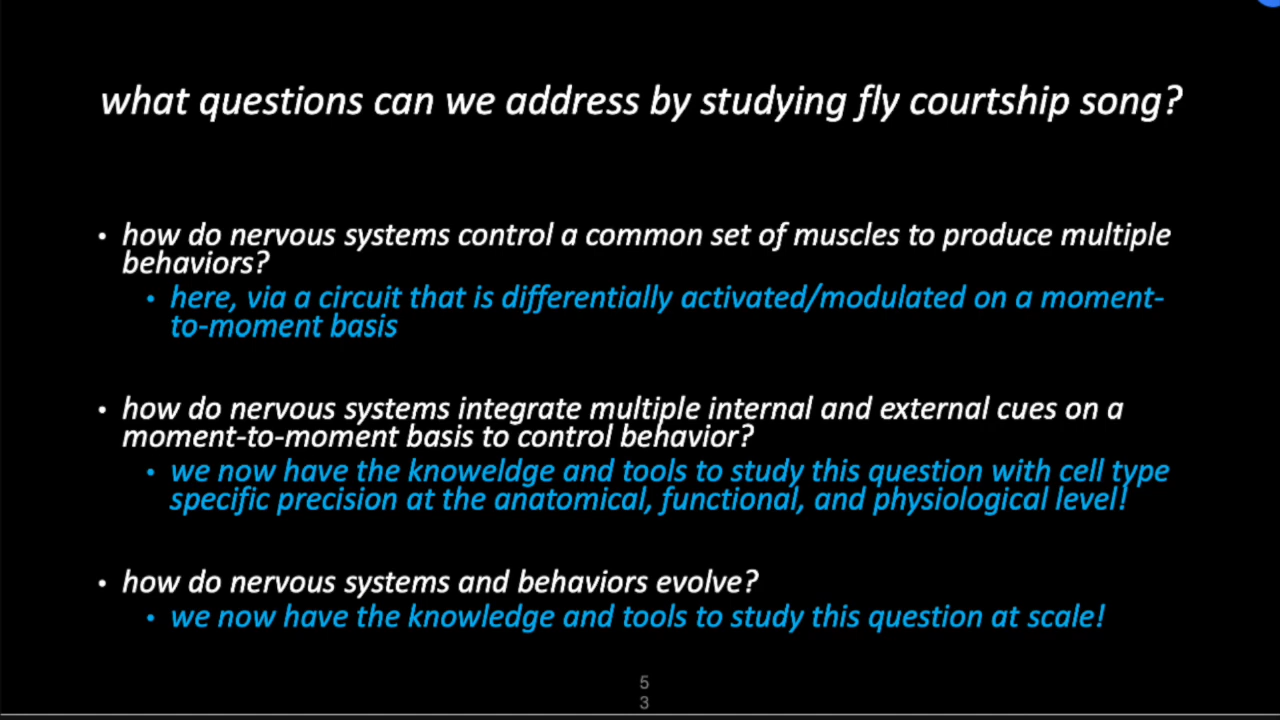 what questions can we address by studying fly courtship song?
• how do nervous systems control a common set of muscles to produce multiple
behaviors?
• here, via a circuit that is differentially activated/modulated on a moment-
to-moment basis
• how do nervous systems integrate multiple internal and external cues on a
moment-to-moment basis to control behavior?
• we now have the knoweldge and tools to study this question with cell type
specific precision at the anatomical, functional, and physiological level!
• how do nervous systems and behaviors evolve?
• we now have the knowledge and tools to study this question at scale!
5
3